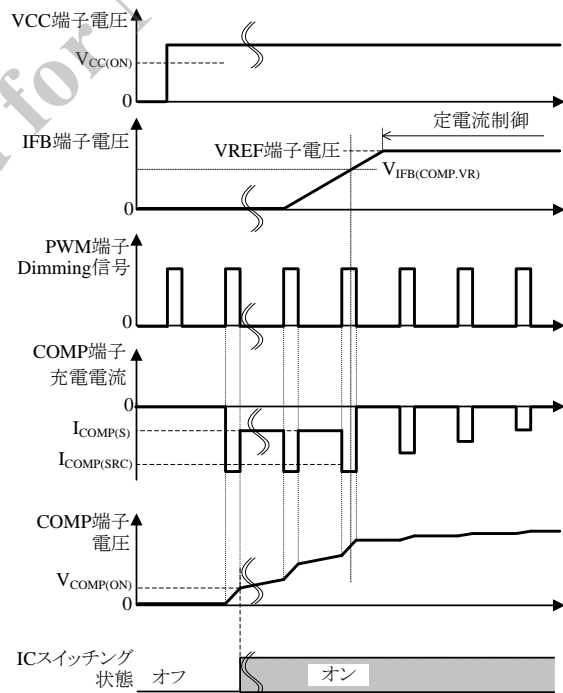 VCC端子電圧
VCC(ON)
0
定電流制御
IFB端子電圧
VREF端子電圧
VIFB(COMP.VR)
0
PWM端子
Dimming信号
0
COMP端子
充電電流
0
ICOMP(S)
ICOMP(SRC)
COMP端子
電圧
VCOMP(ON)
0
ICスイッチング
状態
オフ
オン
for